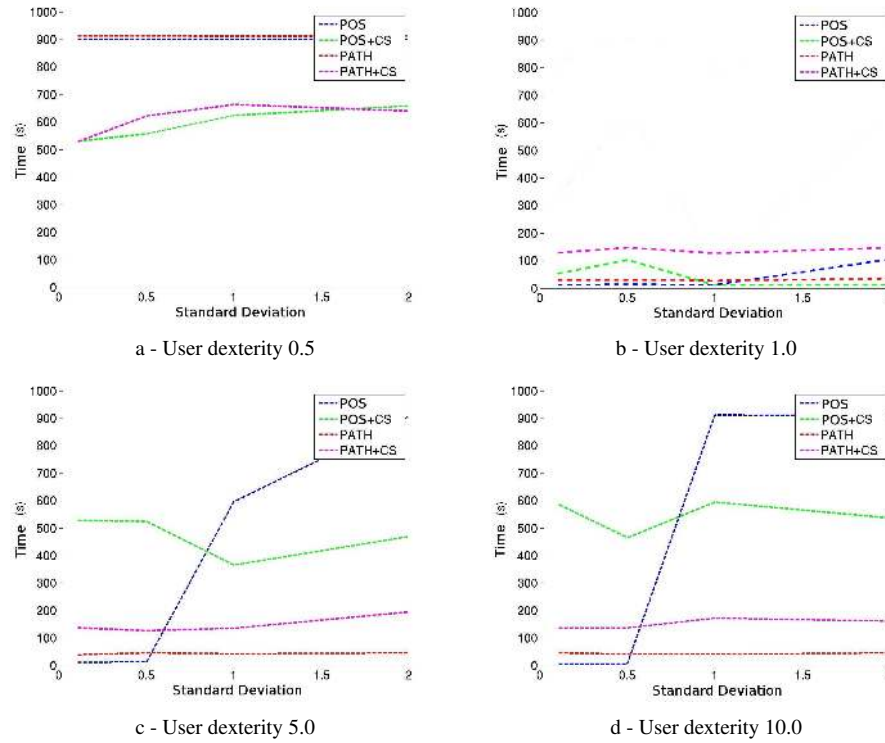 1000
900
800
700
600
500
400
300
200
100
0
Time (s)
0 0.5 1 1.5 2
Standard Deviation
POS
POS+CS
PATH
PATH+CS
a - User dexterity 0.5
1000
900
800
700
600
500
400
300
200
100
0
Time (s)
0 0.5 1 1.5
Standard Deviation
POS
POS+CS
PATH
PATH+CS
b - User dexterity 1.0
1000
900
800
700
600
500
400
300
200
100
0
Time (s)
0 0.5 1 1.5 2
Standard Deviation
POS
POS+CS
PATH
PATH+CS
c - User dexterity 5.0
1000
900
800
700
600
500
400
300
200
100
0
Time (s)
0 0.5 1 1.5
Standard Deviation
POS
POS+CS
PATH
PATH+CS
d - User dexterity 10.0